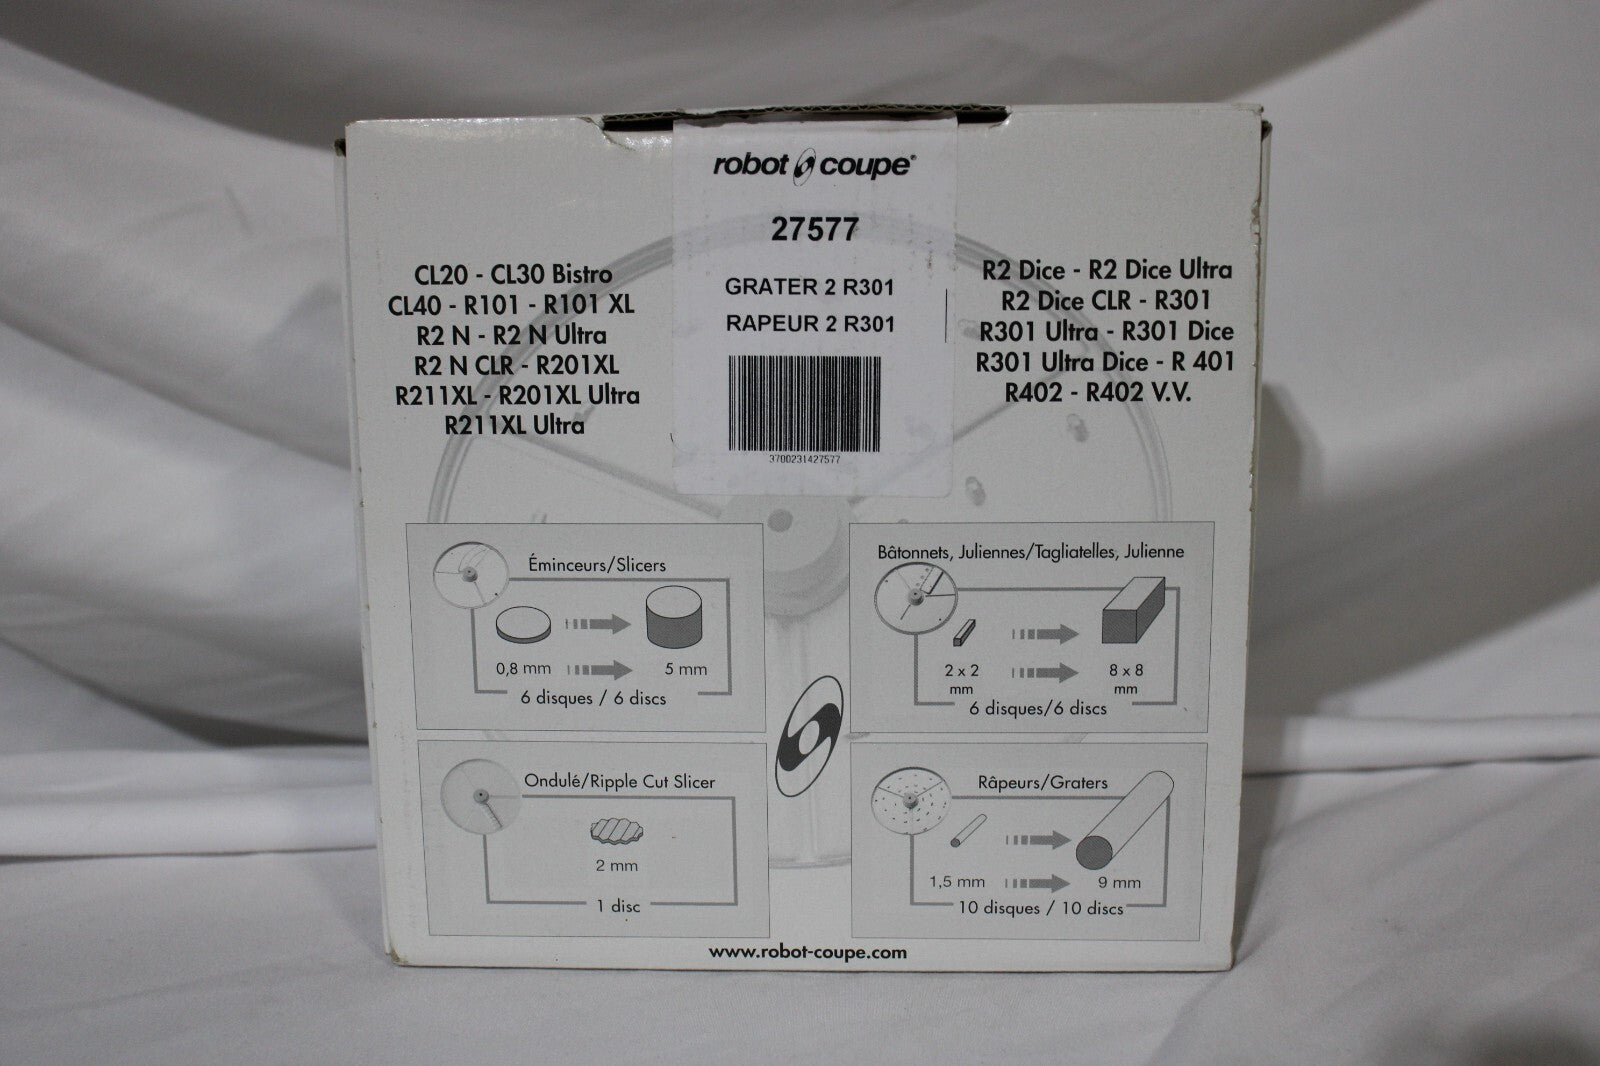 robot coupe®
27577
GRATER 2 R301
RAPEUR 2 R301
3700231427577
CL20 - CL30 Bistro
CL40 - R101 - R101 XL
R2 N - R2 N Ultra
R2 N CLR - R201XL
R211XL - R201XL Ultra
R211XL Ultra
R2 Dice - R2 Dice Ultra
R2 Dice CLR - R301
R301 Ultra - R301 Dice
R301 Ultra Dice - R 401
R402 - R402 V.V.
Éminceurs/Slicers
0,8 mm 5 mm
6 disques / 6 discs
Bâtonnets, Juliennes/Tagliatelles, Julienne
2 x 2 8 x 8
mm mm
6 disques/6 discs
Ondulé/Ripple Cut Slicer
2 mm
1 disc
Râpeurs/Graters
1,5 mm 9 mm
10 disques / 10 discs
www.robot-coupe.com